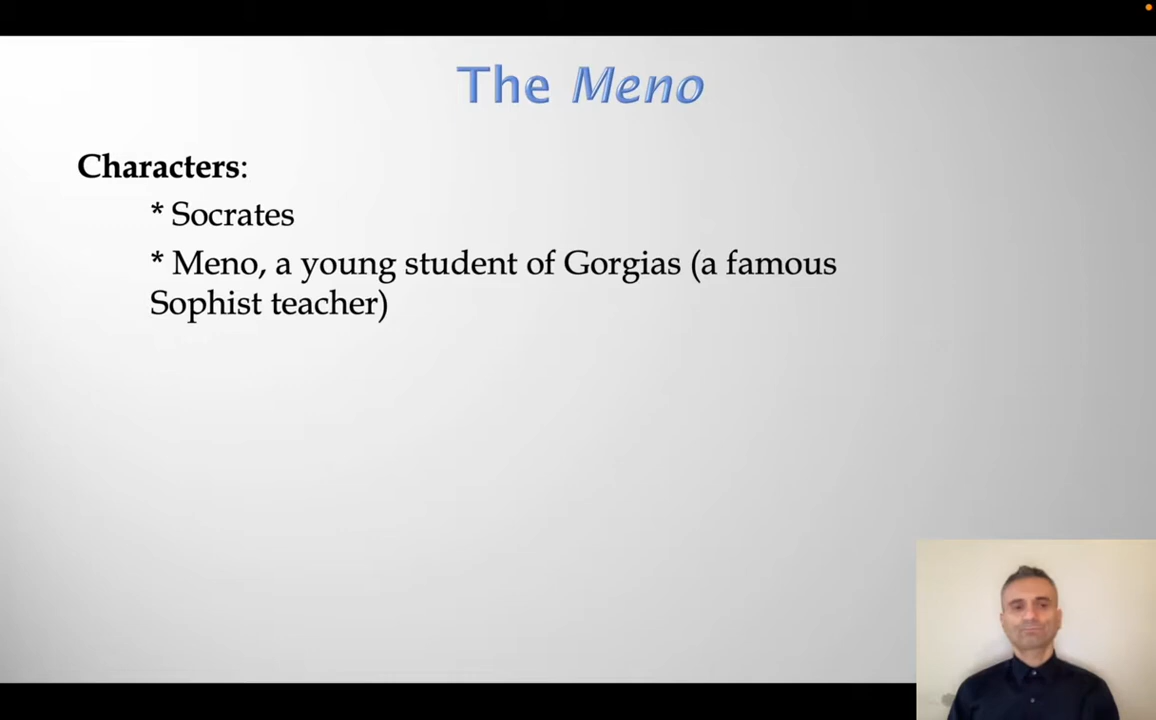 The Meno
Characters:
* Socrates
* Meno, a young student of Gorgias (a famous
Sophist teacher)